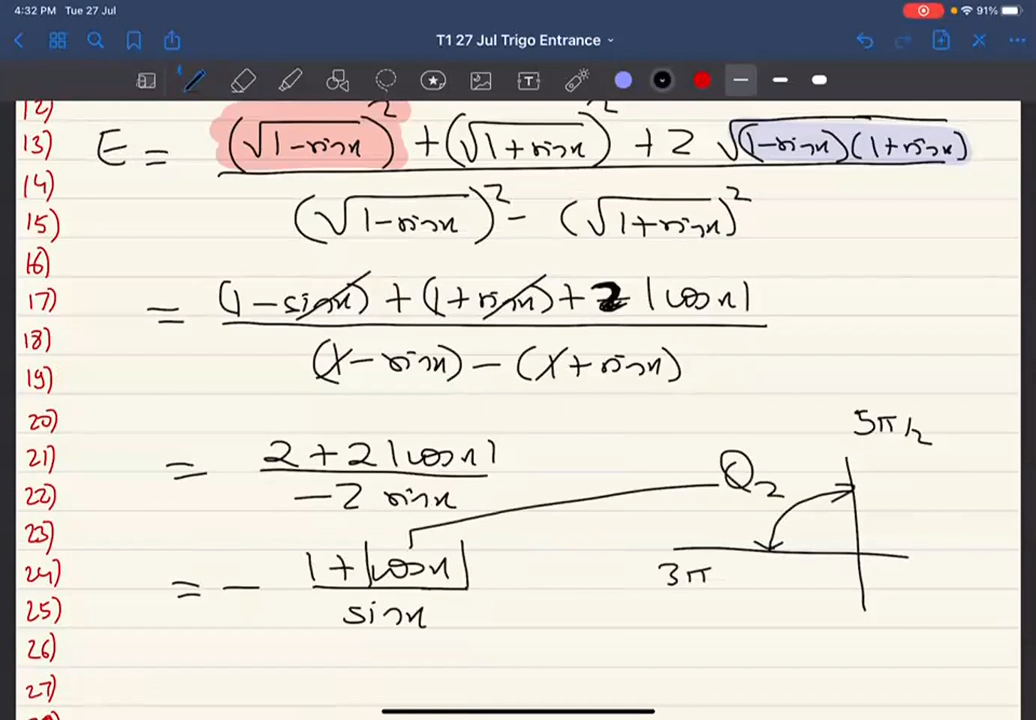 4:32 PM Tue 27 Jul 91%
T1 27 Jul Trigo Entrance
12)
13) E = (√1-sinx)² + (√1+sinx)² + 2 √(1-sinx)(1+sinx)
14)
15) (√1-sinx)² - (√1+sinx)²
16)
17) = (1-sinx) + (1+sinx) + 2 |cosx|
18)
19) (1-sinx) - (1+sinx)
20) 5π/2
21) = 2+2|cosx| Q2
22) -2 sinx
23)
24) = - 1+|cosx| 3π
25) sinx
26)
27)